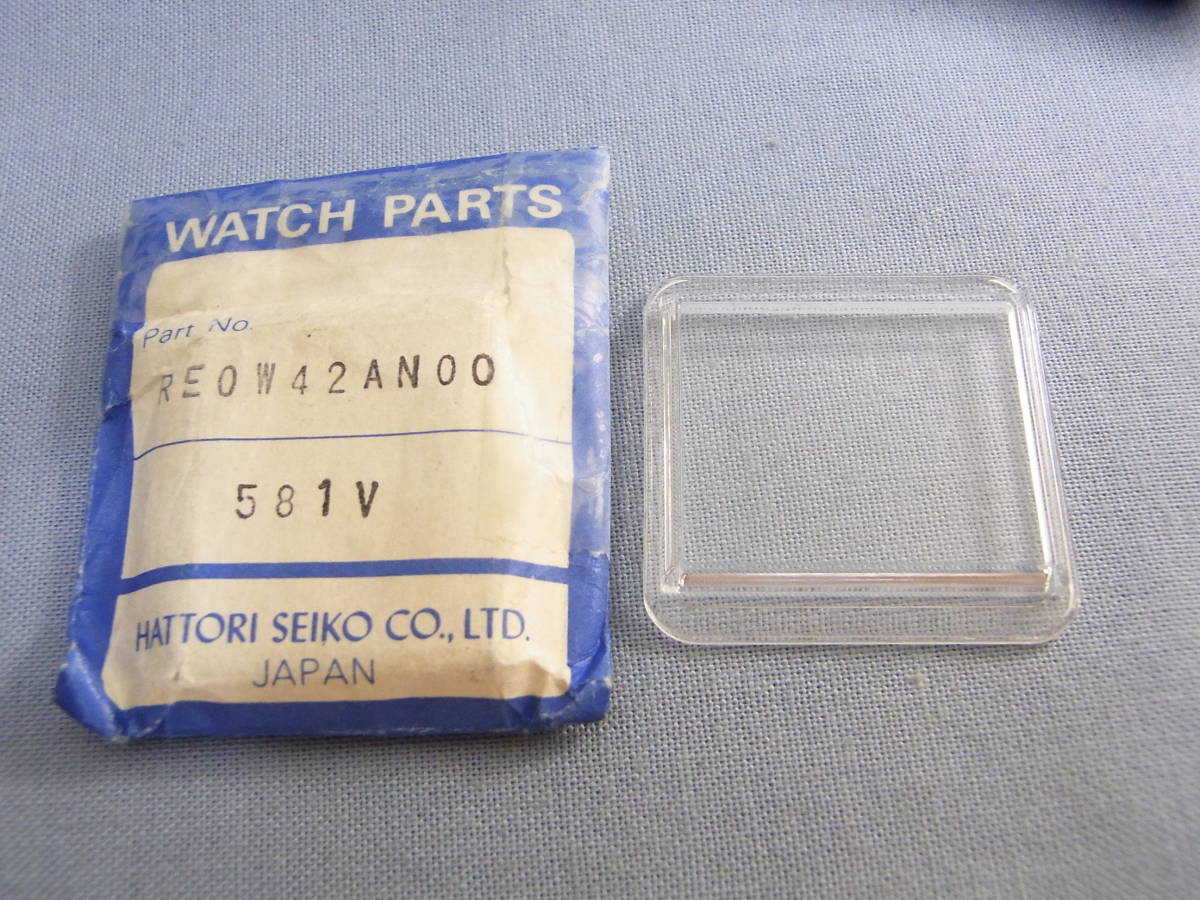 WATCH PARTS
Part No.
RE0W42AN00
581V
HATTORI SEIKO CO., LTD.
JAPAN